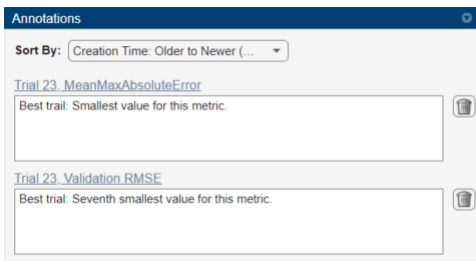 Annotations
Sort By: Creation Time: Older to Newer (...
Trial 23, MeanMaxAbsoluteError
Best trail: Smallest value for this metric.
Trial 23, Validation RMSE
Best trial: Seventh smallest value for this metric.